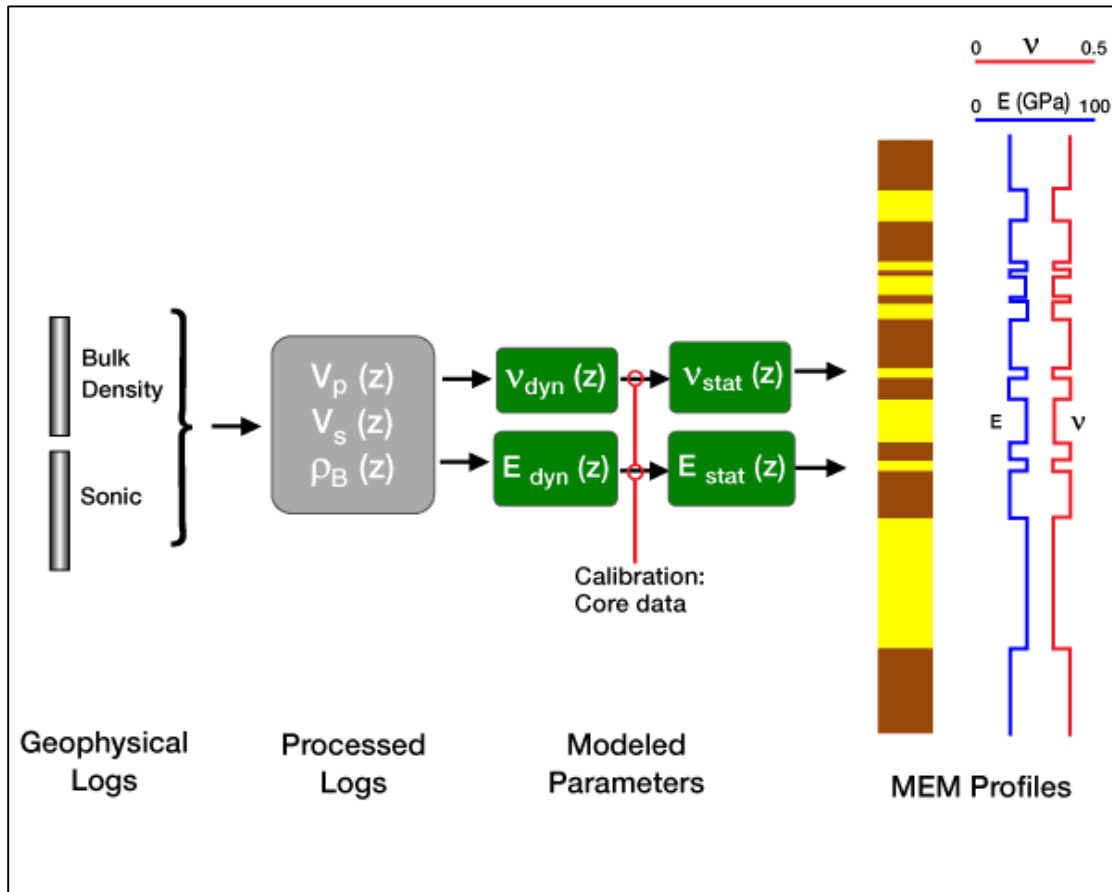 0 ν 0.5
0 E (GPa) 100
Bulk
Density
Sonic
Vp (z)
Vs (z)
ρB (z)
νdyn (z)
Edyn (z)
νstat (z)
Estat (z)
Calibration:
Core data
E
ν
Geophysical
Logs
Processed
Logs
Modeled
Parameters
MEM Profiles